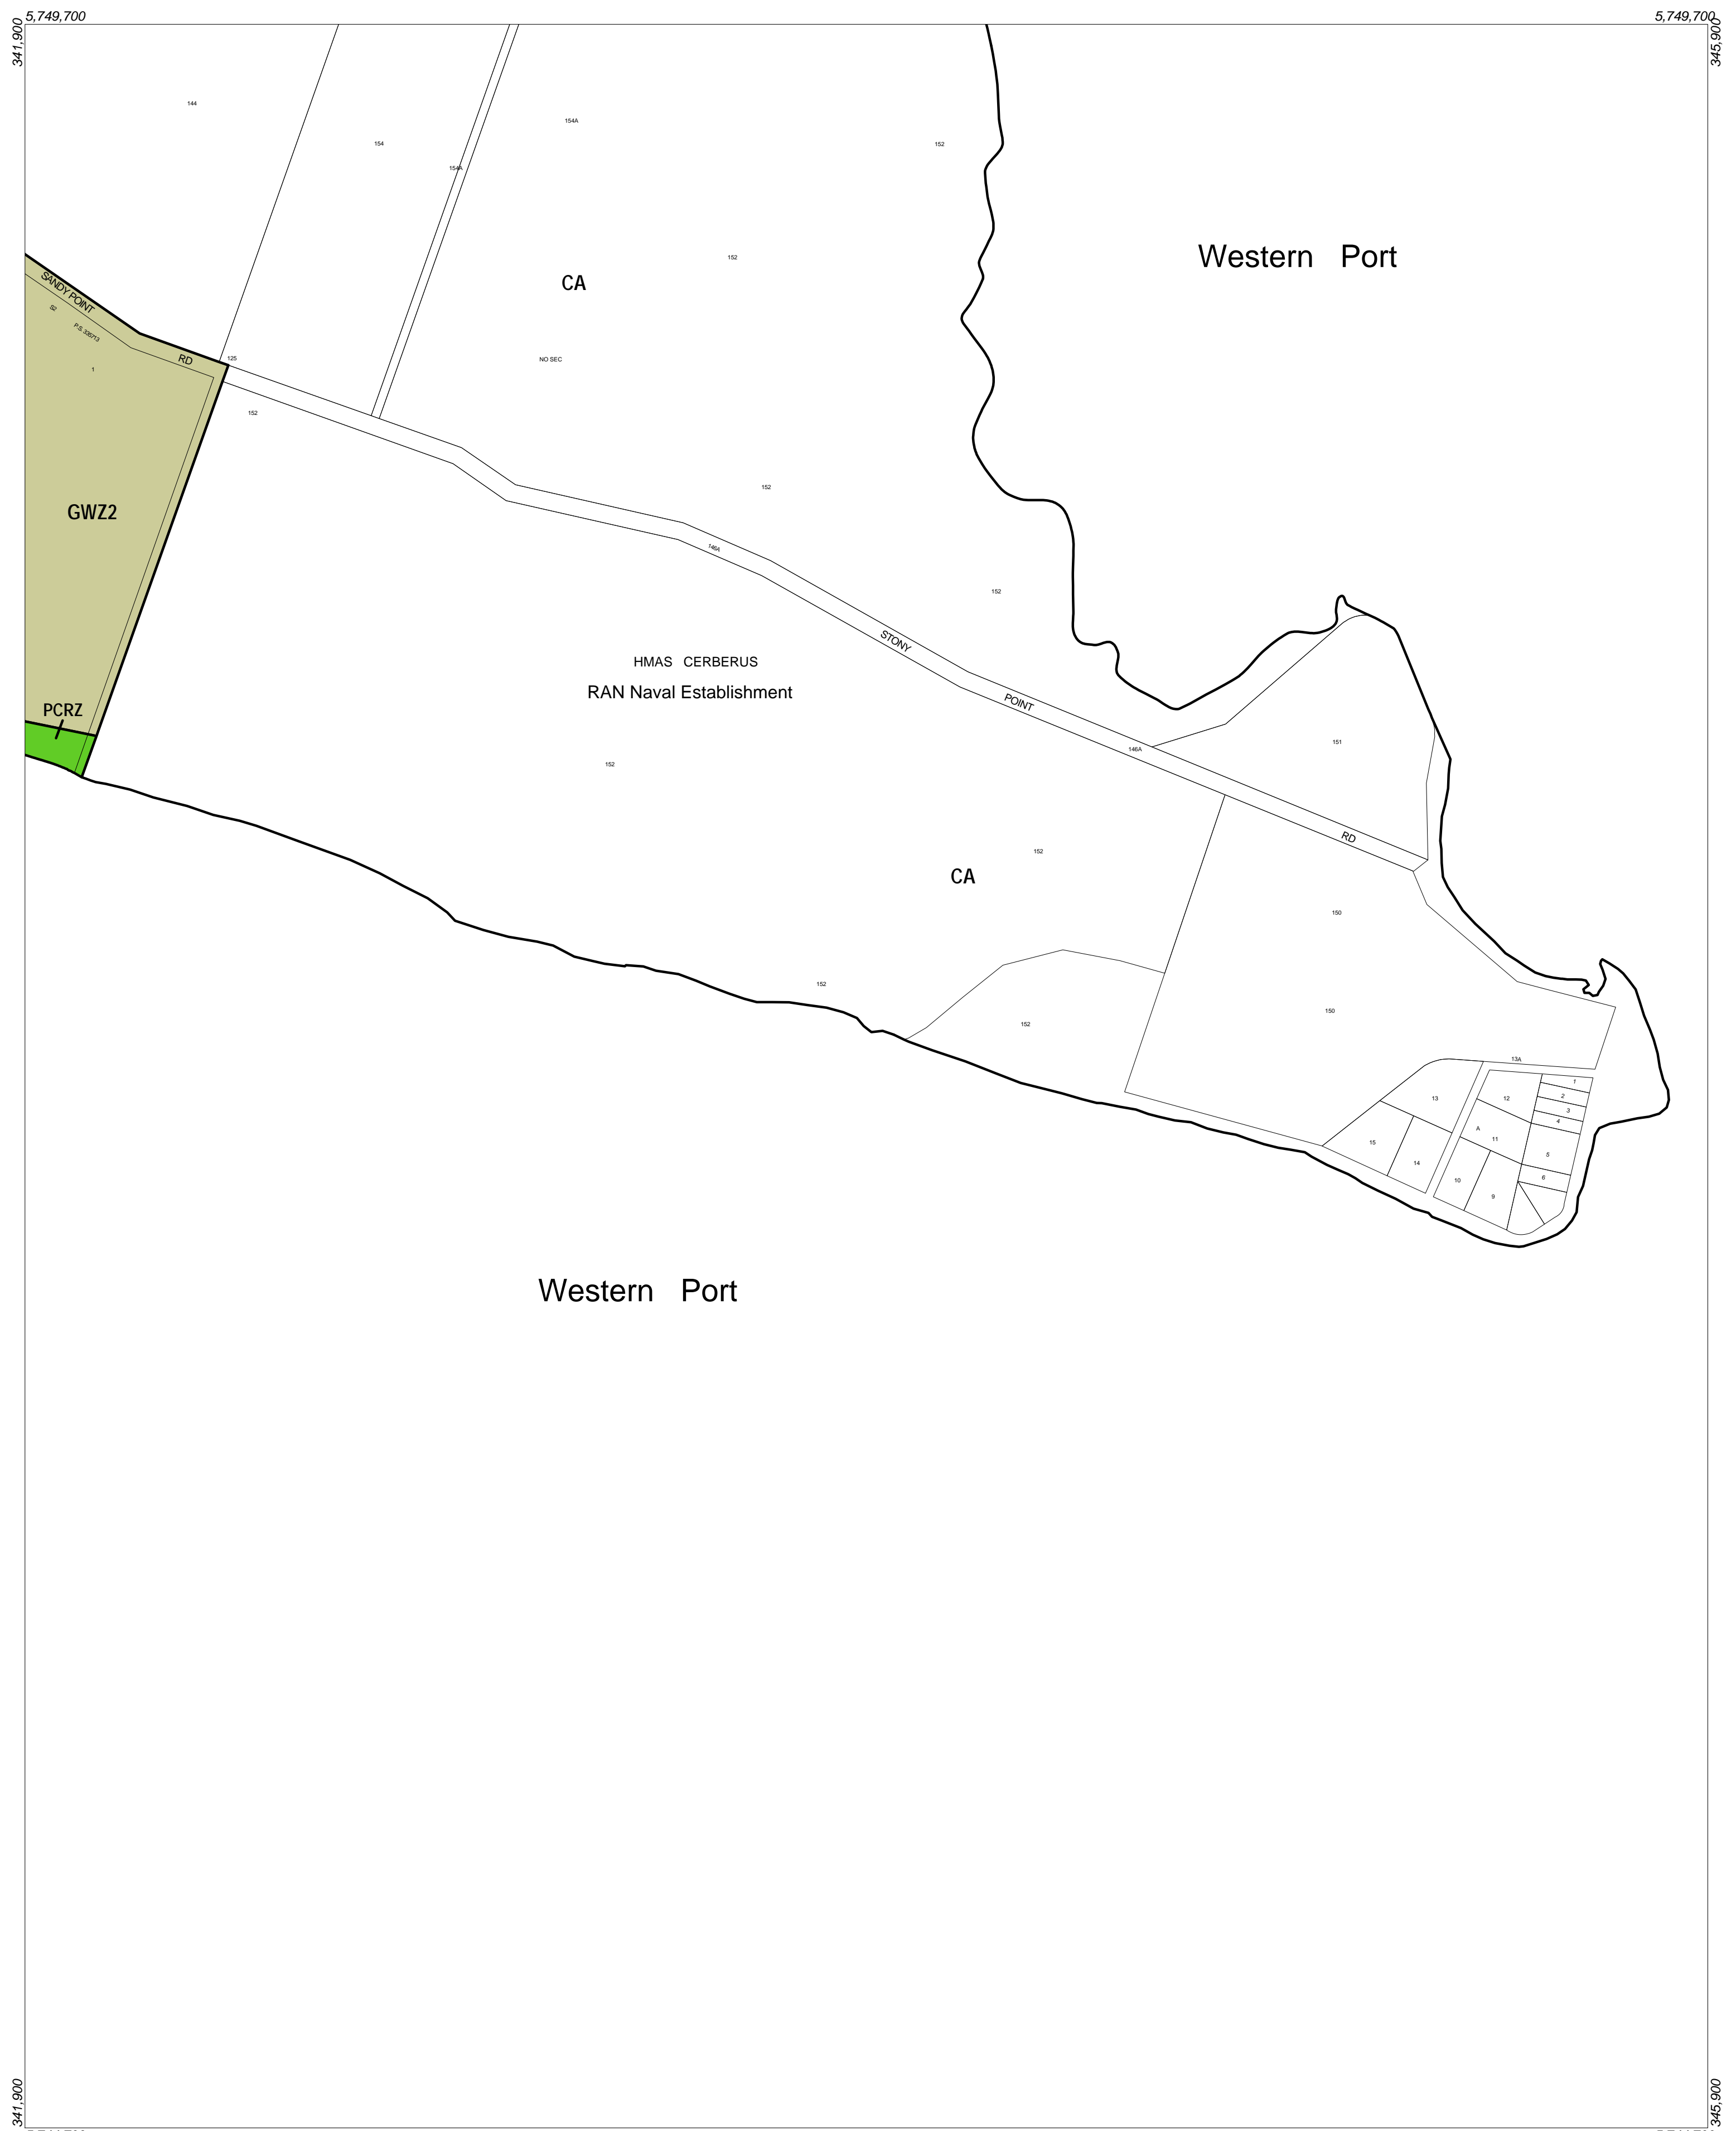 5,749,700
5,749,700
341,900
345,900
144
154
154A
154A
152
Western Port
152
CA
SANDY POINT
S2
P.S. 335713
RD
125
NO SEC
1
152
152
GWZ2
146A
152
STONY
HMAS CERBERUS
RAN Naval Establishment
POINT
PCRZ
151
146A
152
RD
152
CA
150
152
150
152
13A
1
2
3
4
12
13
A
11
15
14
5
6
10
9
Western Port
341,900
345,900